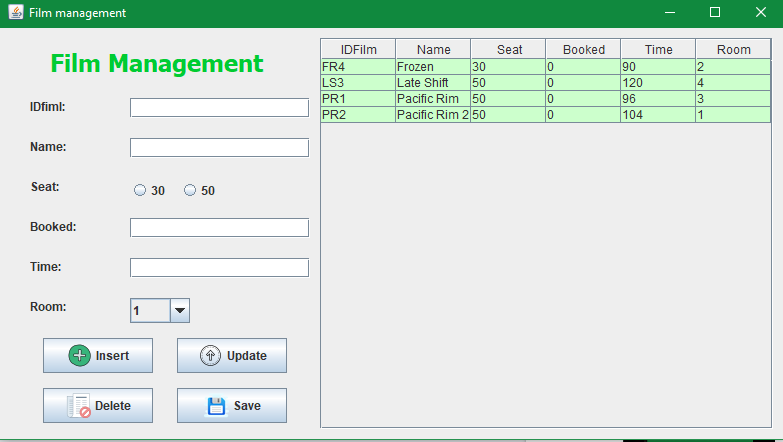 Film management
Film Management
IDfiml:
Name:
Seat:
30 50
Booked:
Time:
Room:
1
Insert Update
Delete Save
IDFilm Name Seat Booked Time Room
FR4 Frozen 30 0 90 2
LS3 Late Shift 50 0 120 4
PR1 Pacific Rim 50 0 96 3
PR2 Pacific Rim 2 50 0 104 1